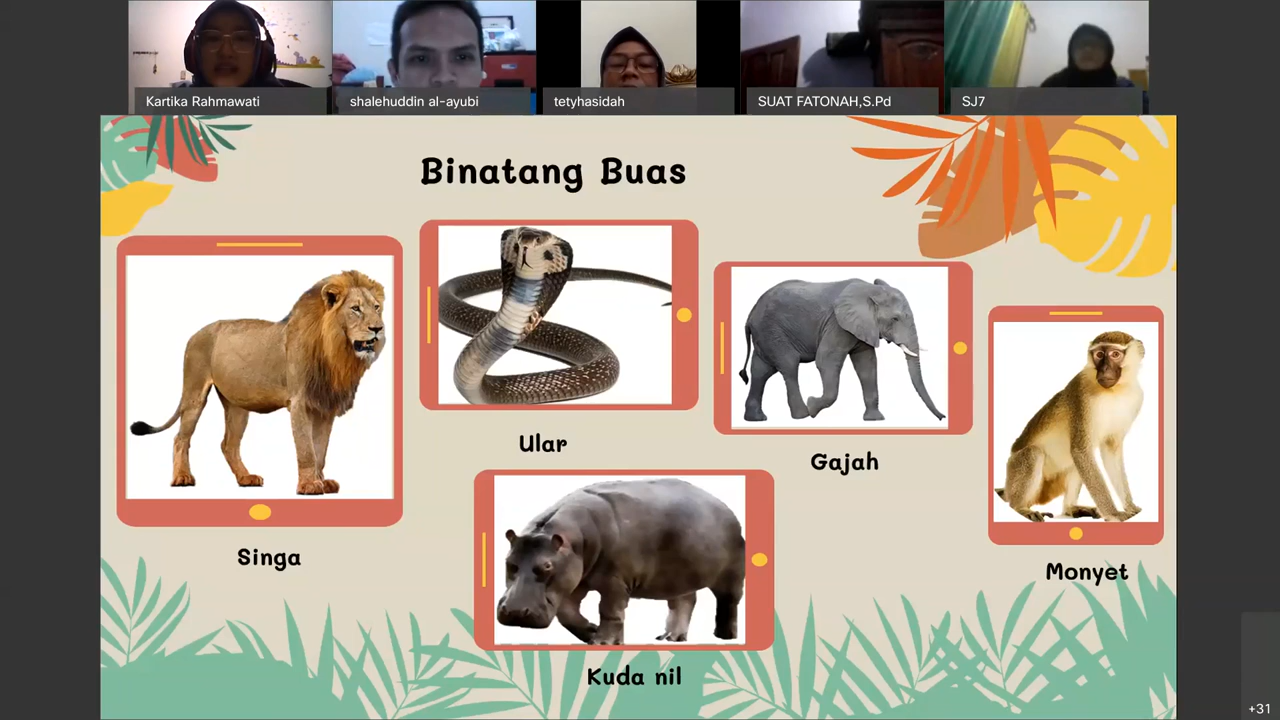 Kartika Rahmawati
shalehuddin al-ayubi
tetyhasidah
SUAT FATONAH,S.Pd
SJ7
Binatang Buas
Ular
Gajah
Singa
Monyet
Kuda nil
+31